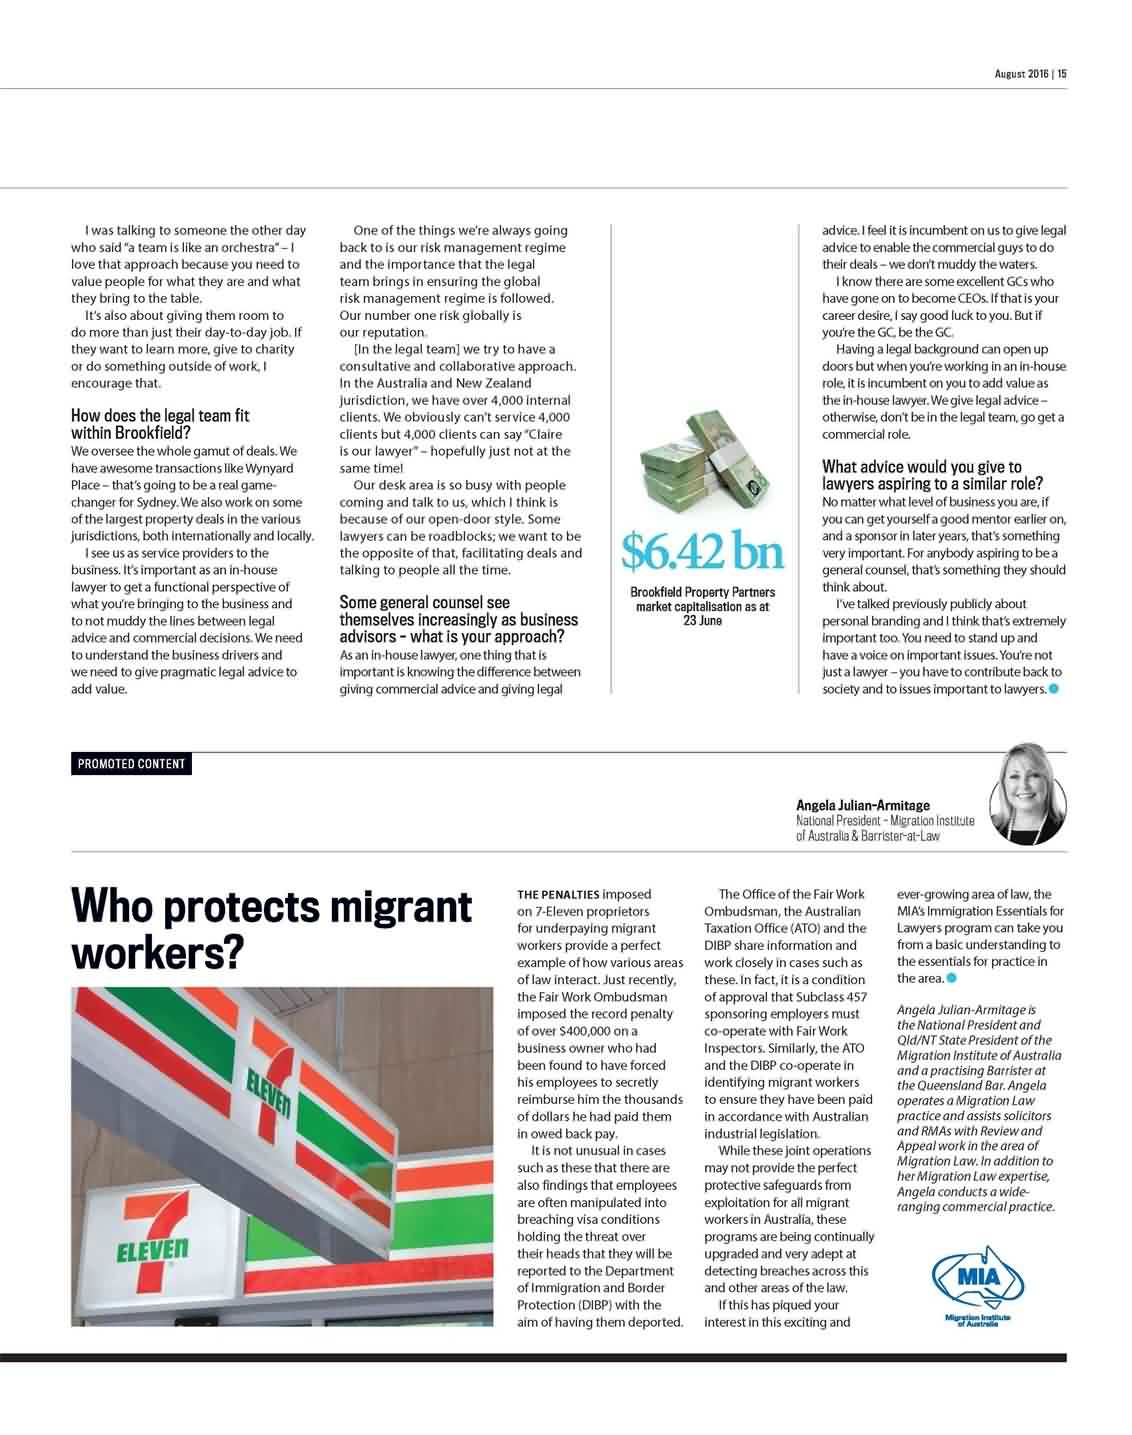 August 2016 | 15
I was talking to someone the other day
who said “a team is like an orchestra” – I
love that approach because you need to
value people for what they are and what
they bring to the table.
It’s also about giving them room to
do more than just their day-to-day job. If
they want to learn more, give to charity
or do something outside of work, I
encourage that.
How does the legal team fit
within Brookfield?
We oversee the whole gamut of deals. We
have awesome transactions like Wynyard
Place – that’s going to be a real game-
changer for Sydney. We also work on some
of the largest property deals in the various
jurisdictions, both internationally and locally.
I see us as service providers to the
business. It’s important as an in-house
lawyer to get a functional perspective of
what you’re bringing to the business and
to not muddy the lines between legal
advice and commercial decisions. We need
to understand the business drivers and
we need to give pragmatic legal advice to
add value.
One of the things we’re always going
back to is our risk management regime
and the importance that the legal
team brings in ensuring the global
risk management regime is followed.
Our number one risk globally is
our reputation.
[In the legal team] we try to have a
consultative and collaborative approach.
In the Australia and New Zealand
jurisdiction, we have over 4,000 internal
clients. We obviously can’t service 4,000
clients but 4,000 clients can say “Claire
is our lawyer” – hopefully just not at the
same time!
Our desk area is so busy with people
coming and talk to us, which I think is
because of our open-door style. Some
lawyers can be roadblocks; we want to be
the opposite of that, facilitating deals and
talking to people all the time.
Some general counsel see
themselves increasingly as business
advisors – what is your approach?
As an in-house lawyer, one thing that is
important is knowing the difference between
giving commercial advice and giving legal
$6.42 bn
Brookfield Property Partners
market capitalisation as at
23 June
advice. I feel it is incumbent on us to give legal
advice to enable the commercial guys to do
their deals – we don’t muddy the waters.
I know there are some excellent GCs who
have gone on to become CEOs. If that is your
career desire, I say good luck to you. But if
you’re the GC, be the GC.
Having a legal background can open up
doors but when you’re working in an in-house
role, it is incumbent on you to add value as
the in-house lawyer. We give legal advice –
otherwise, don’t be in the legal team, go get a
commercial role.
What advice would you give to
lawyers aspiring to a similar role?
No matter what level of business you are, if
you can get yourself a good mentor earlier on,
and a sponsor in later years, that’s something
very important. For anybody aspiring to be a
general counsel, that’s something they should
think about.
I’ve talked previously publicly about
personal branding and I think that’s extremely
important too. You need to stand up and
have a voice on important issues. You’re not
just a lawyer – you have to contribute back to
society and to issues important to lawyers.
PROMOTED CONTENT
Angela Julian-Armitage
National President – Migration Institute
of Australia & Barrister-at-Law
Who protects migrant
workers?
7
ELEVEN
7
ELEVEN
THE PENALTIES imposed
on 7-Eleven proprietors
for underpaying migrant
workers provide a perfect
example of how various areas
of law interact. Just recently,
the Fair Work Ombudsman
imposed the record penalty
of over $400,000 on a
business owner who had
been found to have forced
his employees to secretly
reimburse him the thousands
of dollars he had paid them
in owed back pay.
It is not unusual in cases
such as these that there are
also findings that employees
are often manipulated into
breaching visa conditions
holding the threat over
their heads that they will be
reported to the Department
of Immigration and Border
Protection (DIBP) with the
aim of having them deported.
The Office of the Fair Work
Ombudsman, the Australian
Taxation Office (ATO) and the
DIBP share information and
work closely in cases such as
these. In fact, it is a condition
of approval that Subclass 457
sponsoring employers must
co-operate with Fair Work
Inspectors. Similarly, the ATO
and the DIBP co-operate in
identifying migrant workers
to ensure they have been paid
in accordance with Australian
industrial legislation.
While these joint operations
may not provide the perfect
protective safeguards from
exploitation for all migrant
workers in Australia, these
programs are being continually
upgraded and very adept at
detecting breaches across this
and other areas of the law.
If this has piqued your
interest in this exciting and
ever-growing area of law, the
MIA’s Immigration Essentials for
Lawyers program can take you
from a basic understanding to
the essentials for practice in
the area.
Angela Julian-Armitage is
the National President and
Qld/NT State President of the
Migration Institute of Australia
and a practising Barrister at
the Queensland Bar. Angela
operates a Migration Law
practice and assists solicitors
and RMAs with Review and
Appeal work in the area of
Migration Law. In addition to
her Migration Law expertise,
Angela conducts a wide-
ranging commercial practice.
MIA
Migration Institute
of Australia